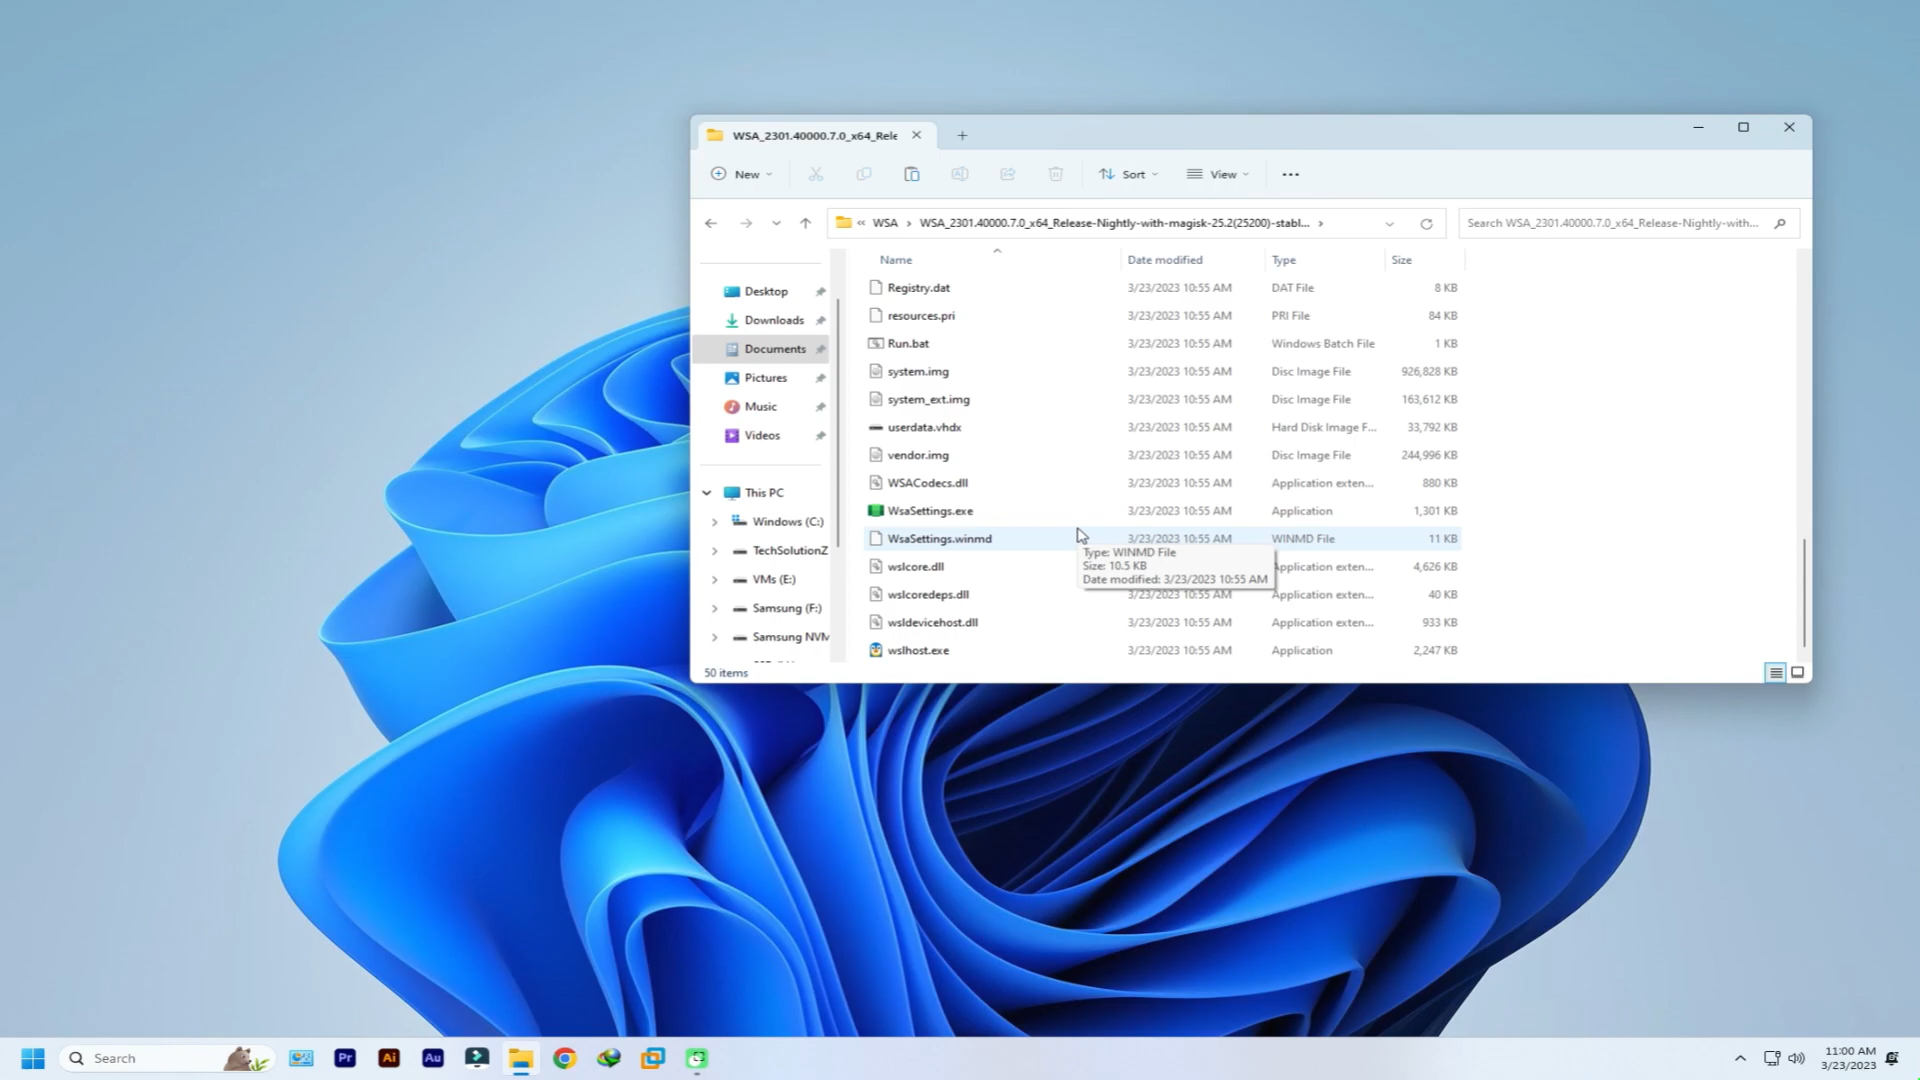 WSA_2301.40000.7.0_x64_Rele
New
Sort
View
« WSA › WSA_2301.40000.7.0_x64_Release-Nightly-with-magisk-25.2(25200)-stabl... ›
Search WSA_2301.40000.7.0_x64_Release-Nightly-with...
Desktop
Downloads
Documents
Pictures
Music
Videos
This PC
Windows (C:)
TechSolutionZ
VMs (E:)
Samsung (F:)
Samsung NVM
Name Date modified Type Size
Registry.dat 3/23/2023 10:55 AM DAT File 8 KB
resources.pri 3/23/2023 10:55 AM PRI File 84 KB
Run.bat 3/23/2023 10:55 AM Windows Batch File 1 KB
system.img 3/23/2023 10:55 AM Disc Image File 926,828 KB
system_ext.img 3/23/2023 10:55 AM Disc Image File 163,612 KB
userdata.vhdx 3/23/2023 10:55 AM Hard Disk Image F... 33,792 KB
vendor.img 3/23/2023 10:55 AM Disc Image File 244,996 KB
WSACodecs.dll 3/23/2023 10:55 AM Application exten... 880 KB
WsaSettings.exe 3/23/2023 10:55 AM Application 1,301 KB
WsaSettings.winmd 3/23/2023 10:55 AM WINMD File 11 KB
Type: WINMD File
Size: 10.5 KB
Date modified: 3/23/2023 10:55 AM
wslcore.dll pplication exten... 4,626 KB
wslcoredeps.dll 3/23/2023 10:55 AM Application exten... 40 KB
wsldevicehost.dll 3/23/2023 10:55 AM Application exten... 933 KB
wslhost.exe 3/23/2023 10:55 AM Application 2,247 KB
50 items
Search
Pr
Ai
Au
11:00 AM
3/23/2023